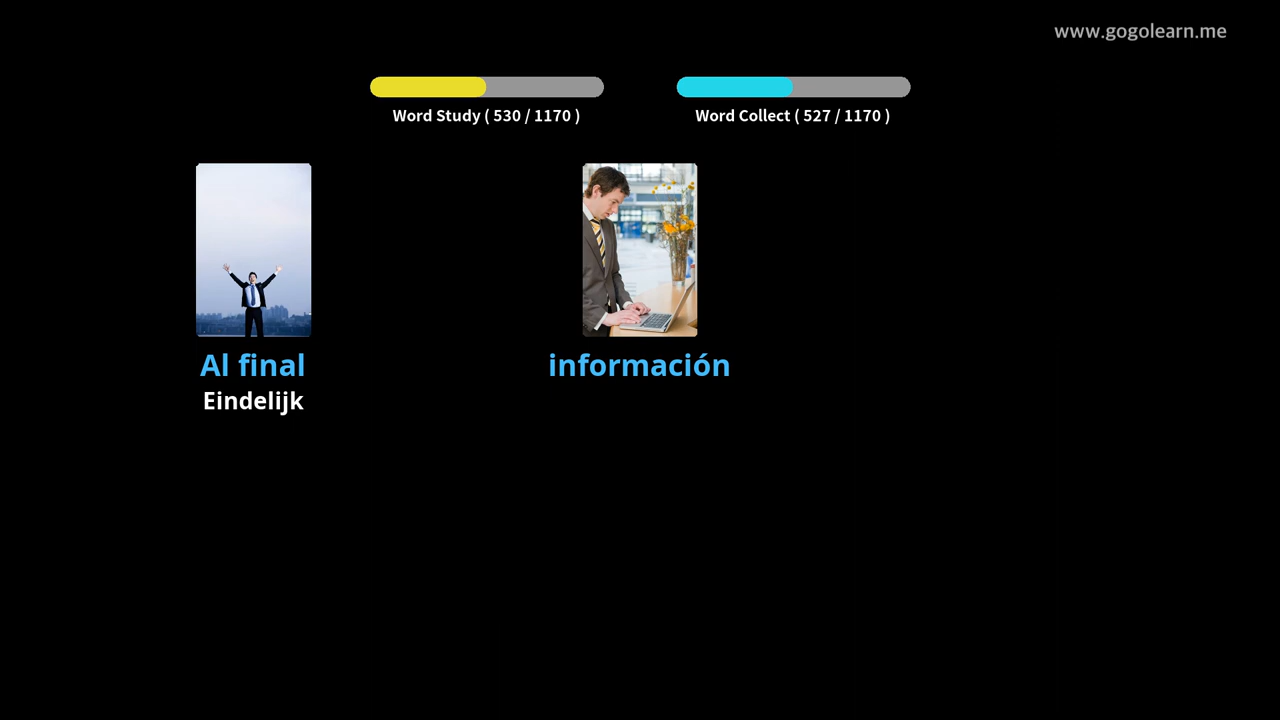 www.gogolearn.me
Word Study ( 530 / 1170 )
Word Collect ( 527 / 1170 )
Al final
Eindelijk
información